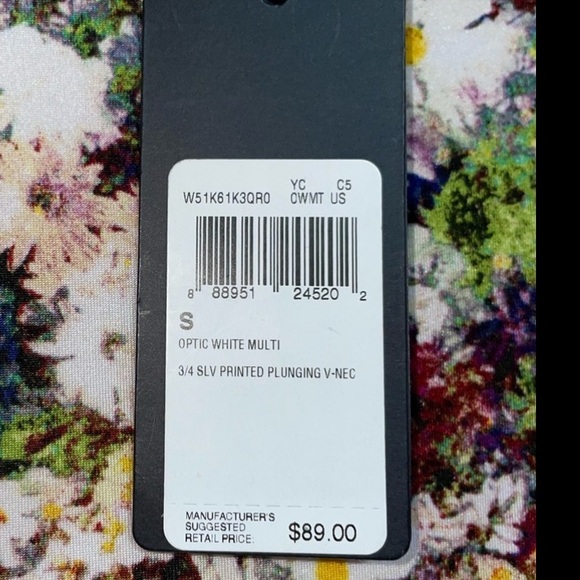 YC C5
W51K61K3QR0 0WMT US
8 88951 24520 2
S
OPTIC WHITE MULTI
3/4 SLV PRINTED PLUNGING V-NEC
MANUFACTURER'S
SUGGESTED
RETAIL PRICE: $89.00